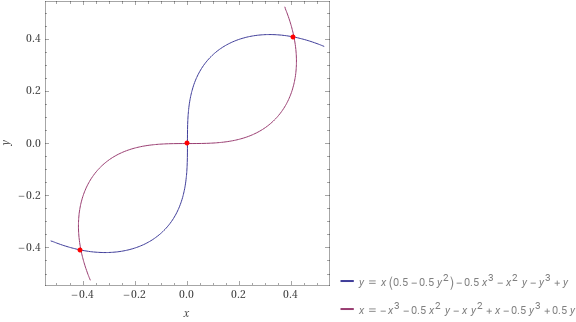 0.4
0.2
0.0
−0.2
−0.4
y
−0.4 −0.2 0.0 0.2 0.4
x
y = x (0.5 − 0.5 y²) − 0.5 x³ − x² y − y³ + y
x = −x³ − 0.5 x² y − x y² + x − 0.5 y³ + 0.5 y